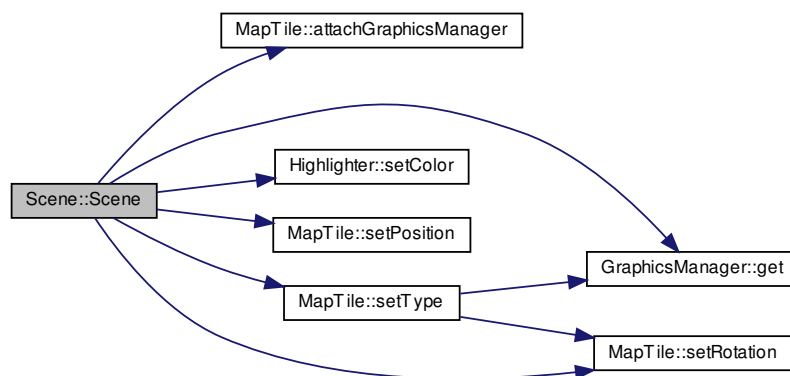 MapTile::attachGraphicsManager
Highlighter::setColor
Scene::Scene
MapTile::setPosition
GraphicsManager::get
MapTile::setType
MapTile::setRotation